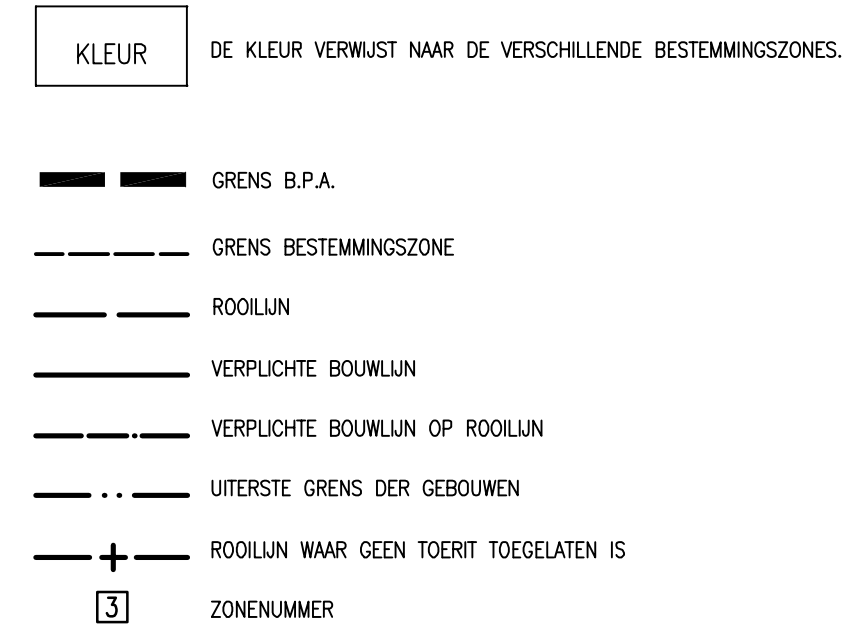 KLEUR DE KLEUR VERWIJST NAAR DE VERSCHILLENDE BESTEMMINGSZONES.
GRENS B.P.A.
GRENS BESTEMMINGSZONE
ROOILIJN
VERPLICHTE BOUWLIJN
VERPLICHTE BOUWLIJN OP ROOILIJN
UITERSTE GRENS DER GEBOUWEN
ROOILIJN WAAR GEEN TOERIT TOEGELATEN IS
3 ZONENUMMER